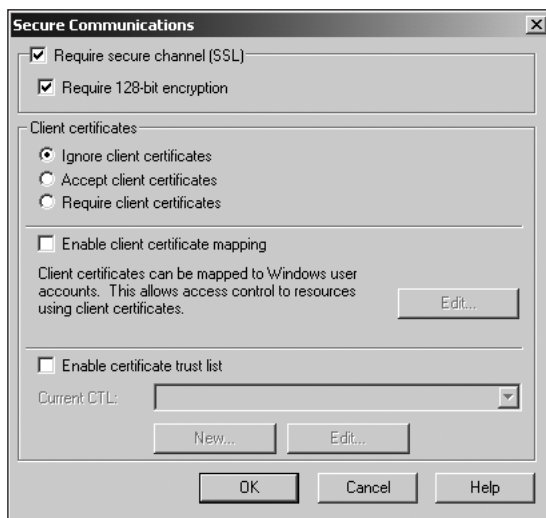 Secure Communications
Require secure channel (SSL)
Require 128-bit encryption
Client certificates
Ignore client certificates
Accept client certificates
Require client certificates
Enable client certificate mapping
Client certificates can be mapped to Windows user
accounts.  This allows access control to resources
using client certificates.
Edit...
Enable certificate trust list
Current CTL:
New...
Edit...
OK
Cancel
Help